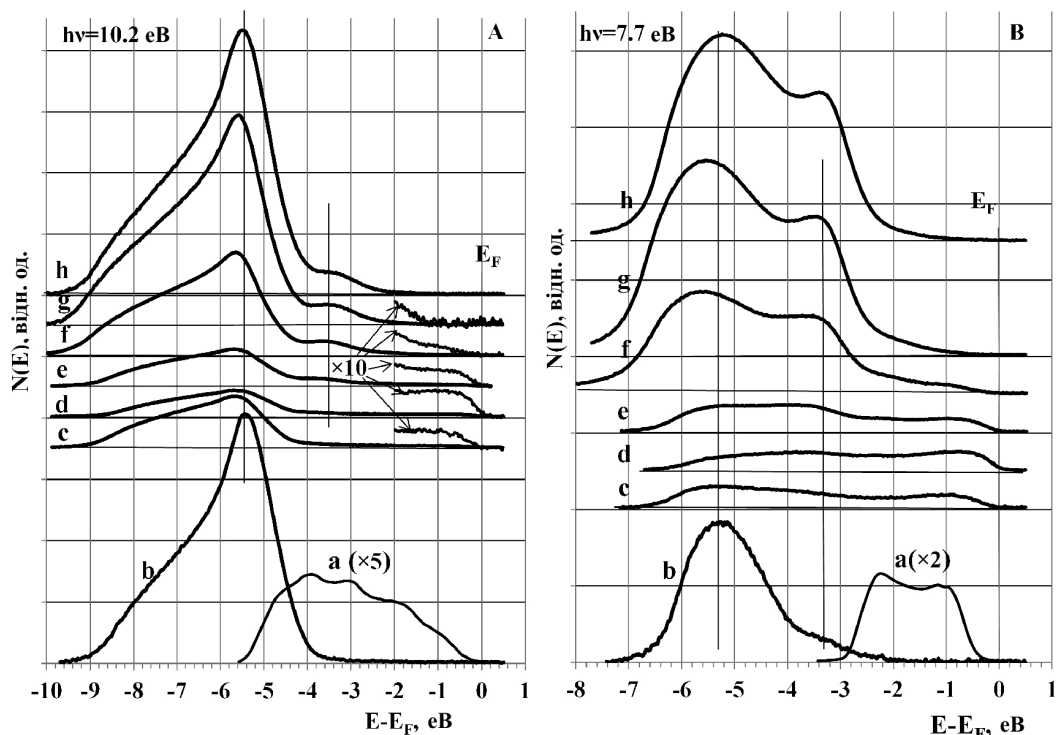 hν=10.2 еВ
A
N(E), відн. од.
E_F
h
g
f
×10
e
d
c
b
a (×5)
-10 -9 -8 -7 -6 -5 -4 -3 -2 -1 0 1
E-E_F, еВ
hν=7.7 еВ
B
N(E), відн. од.
h
E_F
g
f
e
d
c
b
a(×2)
-8 -7 -6 -5 -4 -3 -2 -1 0 1
E-E_F, еВ